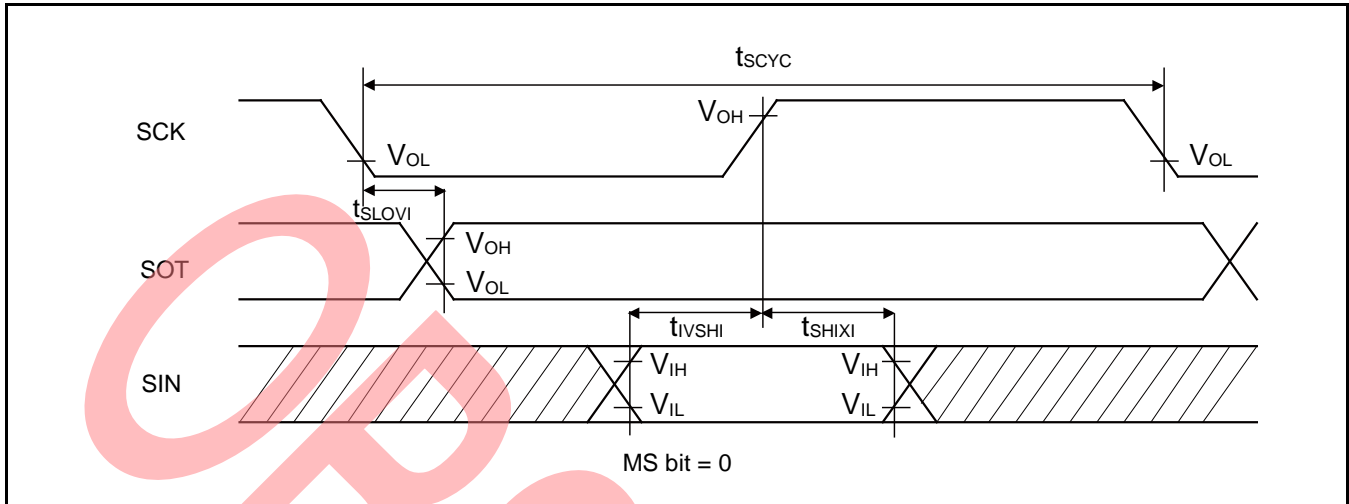 tSCYC
VOH
SCK
VOL
VOL
tSLOVI
VOH
SOT
VOL
tIVSHI
tSHIXI
VIH
VIH
SIN
VIL
VIL
MS bit = 0